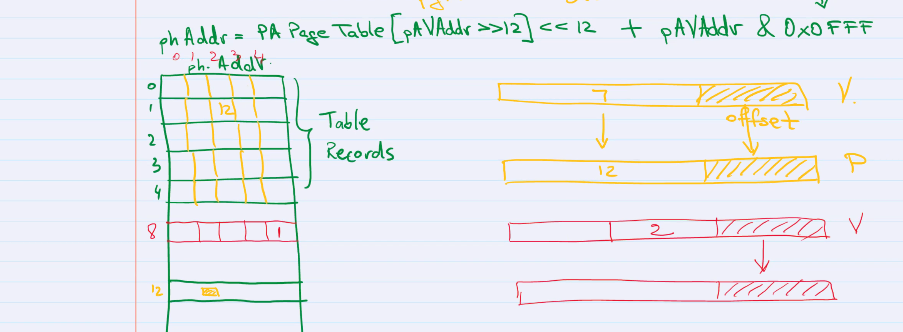 phAddr = PA Page Table [pAVAddr >>12] << 12 + pAVAddr & 0x0FFF
0 1 2 3 4
ph. Addr.
0
1 12
2
3
4
Table
Records
8 1
12
7 V.
offset
12 P
2 V